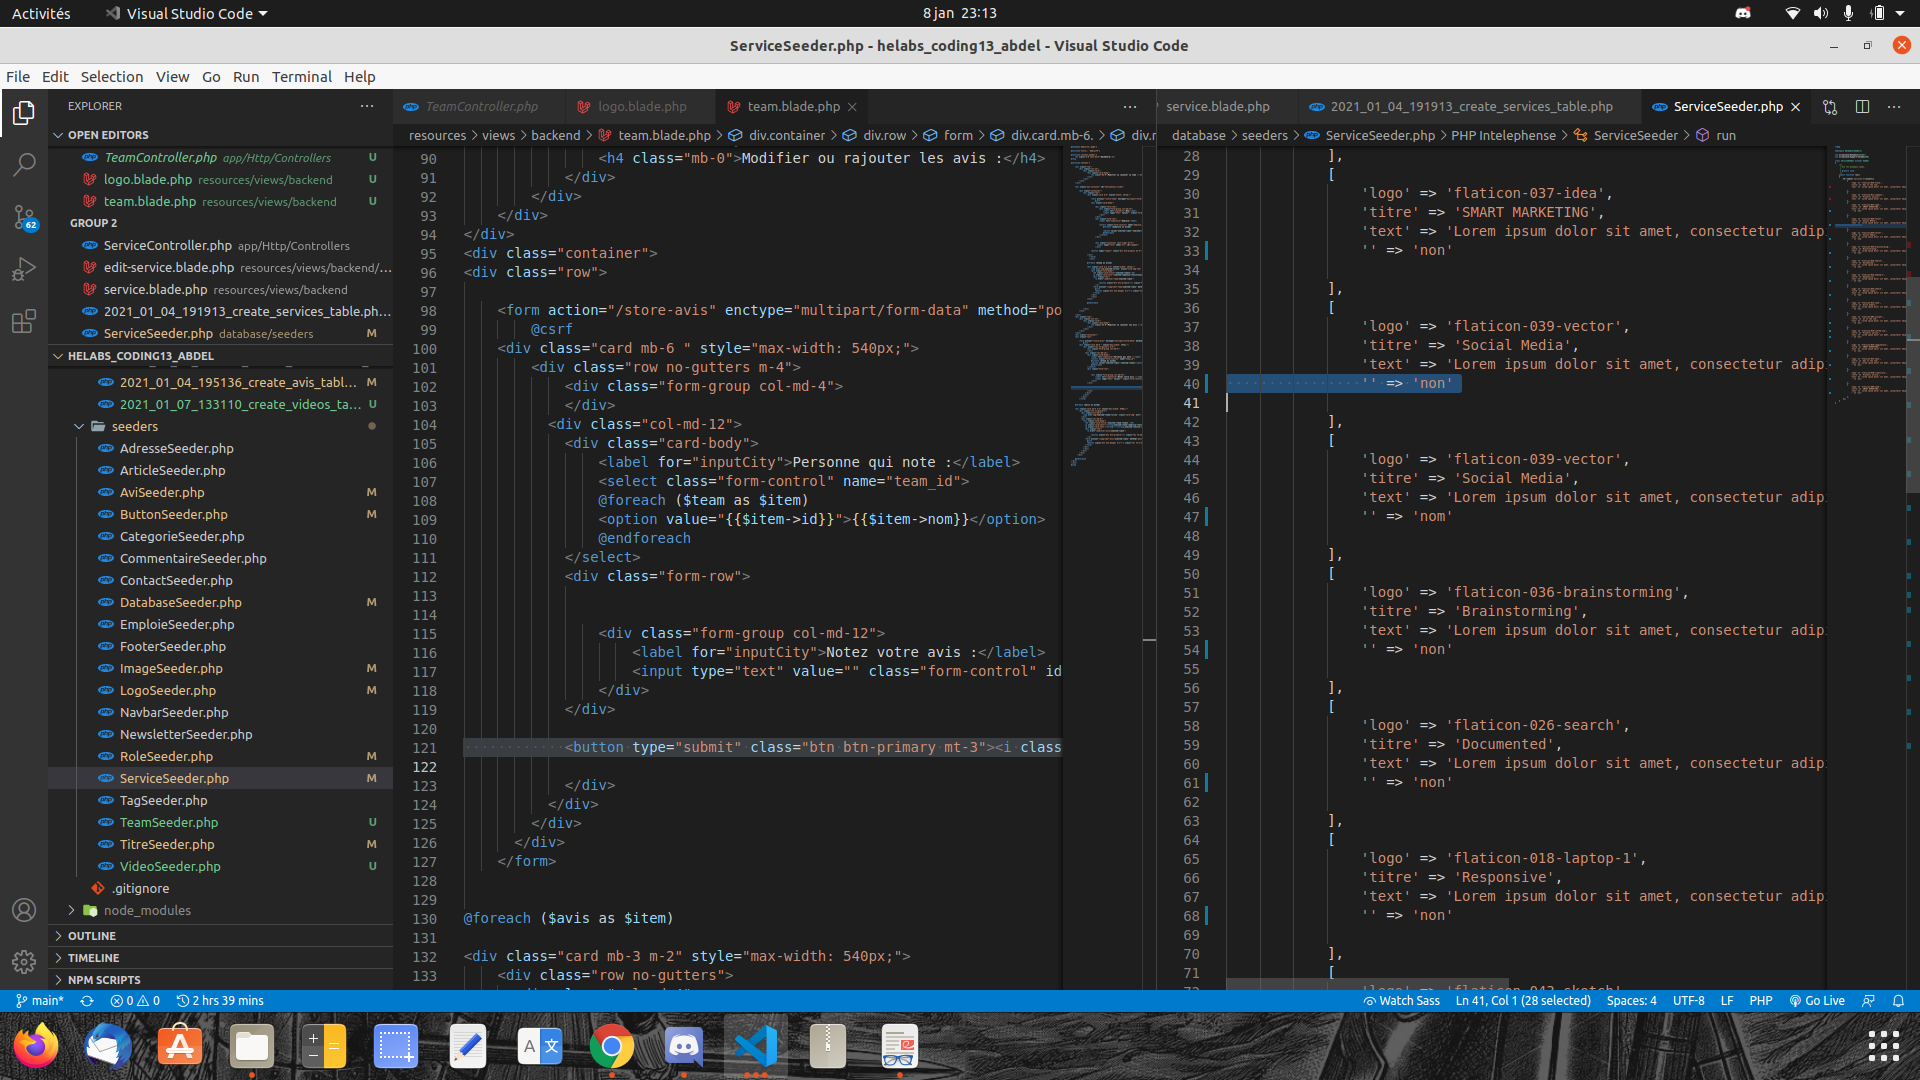 Activités
Visual Studio Code
8 jan 23:13
ServiceSeeder.php - helabs_coding13_abdel - Visual Studio Code
File Edit Selection View Go Run Terminal Help
EXPLORER
OPEN EDITORS
TeamController.php app/Http/Controllers U
logo.blade.php resources/views/backend U
team.blade.php resources/views/backend U
GROUP 2
ServiceController.php app/Http/Controllers
edit-service.blade.php resources/views/backend/...
service.blade.php resources/views/backend
2021_01_04_191913_create_services_table.ph...
ServiceSeeder.php database/seeders M
62
HELABS_CODING13_ABDEL
2021_01_04_195136_create_avis_tabl... M
2021_01_07_133110_create_videos_ta... U
seeders
AdresseSeeder.php
ArticleSeeder.php
AviSeeder.php M
ButtonSeeder.php M
CategorieSeeder.php
CommentaireSeeder.php
ContactSeeder.php
DatabaseSeeder.php M
EmploieSeeder.php
FooterSeeder.php
ImageSeeder.php M
LogoSeeder.php M
NavbarSeeder.php
NewsletterSeeder.php
RoleSeeder.php M
ServiceSeeder.php M
TagSeeder.php
TeamSeeder.php U
TitreSeeder.php M
VideoSeeder.php U
.gitignore
node_modules
OUTLINE
TIMELINE
NPM SCRIPTS
TeamController.php logo.blade.php team.blade.php
resources > views > backend > team.blade.php > div.container > div.row > form > div.card.mb-6. > div.r
90 <h4 class="mb-0">Modifier ou rajouter les avis :</h4>
91 </div>
92 </div>
93 </div>
94 </div>
95 <div class="container">
96 <div class="row">
97
98 <form action="/store-avis" enctype="multipart/form-data" method="po
99 @csrf
100 <div class="card mb-6 " style="max-width: 540px;">
101 <div class="row no-gutters m-4">
102 <div class="form-group col-md-4">
103 </div>
104 <div class="col-md-12">
105 <div class="card-body">
106 <label for="inputCity">Personne qui note :</label>
107 <select class="form-control" name="team_id">
108 @foreach ($team as $item)
109 <option value="{{$item->id}}">{{$item->nom}}</option>
110 @endforeach
111 </select>
112 <div class="form-row">
113
114
115 <div class="form-group col-md-12">
116 <label for="inputCity">Notez votre avis :</label>
117 <input type="text" value="" class="form-control" id
118 </div>
119 </div>
120
121 <button type="submit" class="btn btn-primary mt-3"><i class
122
123 </div>
124 </div>
125 </div>
126 </div>
127 </form>
128
129
130 @foreach ($avis as $item)
131
132 <div class="card mb-3 m-2" style="max-width: 540px;">
133 <div class="row no-gutters">
service.blade.php 2021_01_04_191913_create_services_table.php ServiceSeeder.php
database > seeders > ServiceSeeder.php > PHP Intelephense > ServiceSeeder > run
28 ],
29 [
30 'logo' => 'flaticon-037-idea',
31 'titre' => 'SMART MARKETING',
32 'text' => 'Lorem ipsum dolor sit amet, consectetur adip
33 '' => 'non'
34
35 ],
36 [
37 'logo' => 'flaticon-039-vector',
38 'titre' => 'Social Media',
39 'text' => 'Lorem ipsum dolor sit amet, consectetur adip
40 '' => 'non'
41
42 ],
43 [
44 'logo' => 'flaticon-039-vector',
45 'titre' => 'Social Media',
46 'text' => 'Lorem ipsum dolor sit amet, consectetur adip
47 '' => 'nom'
48
49 ],
50 [
51 'logo' => 'flaticon-036-brainstorming',
52 'titre' => 'Brainstorming',
53 'text' => 'Lorem ipsum dolor sit amet, consectetur adip
54 '' => 'non'
55
56 ],
57 [
58 'logo' => 'flaticon-026-search',
59 'titre' => 'Documented',
60 'text' => 'Lorem ipsum dolor sit amet, consectetur adip
61 '' => 'non'
62
63 ],
64 [
65 'logo' => 'flaticon-018-laptop-1',
66 'titre' => 'Responsive',
67 'text' => 'Lorem ipsum dolor sit amet, consectetur adip
68 '' => 'non'
69
70 ],
71 [
main* 0 0 2 hrs 39 mins
Watch Sass Ln 41, Col 1 (28 selected) Spaces: 4 UTF-8 LF PHP Go Live